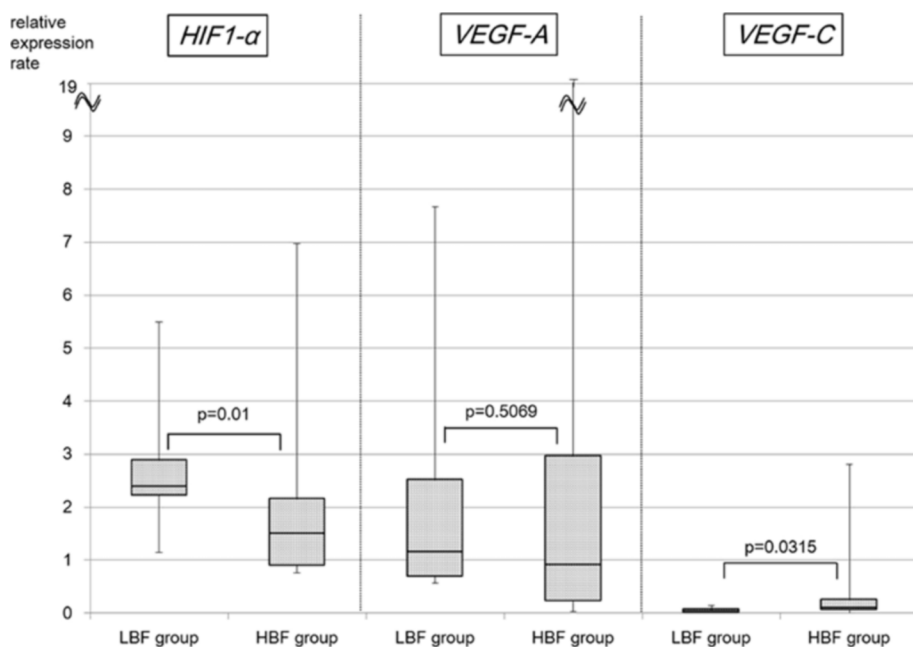 relative
expression
rate
HIF1-α
VEGF-A
VEGF-C
19
9
8
7
6
5
4
3
2
1
0
p=0.01
p=0.5069
p=0.0315
LBF group
HBF group
LBF group
HBF group
LBF group
HBF group